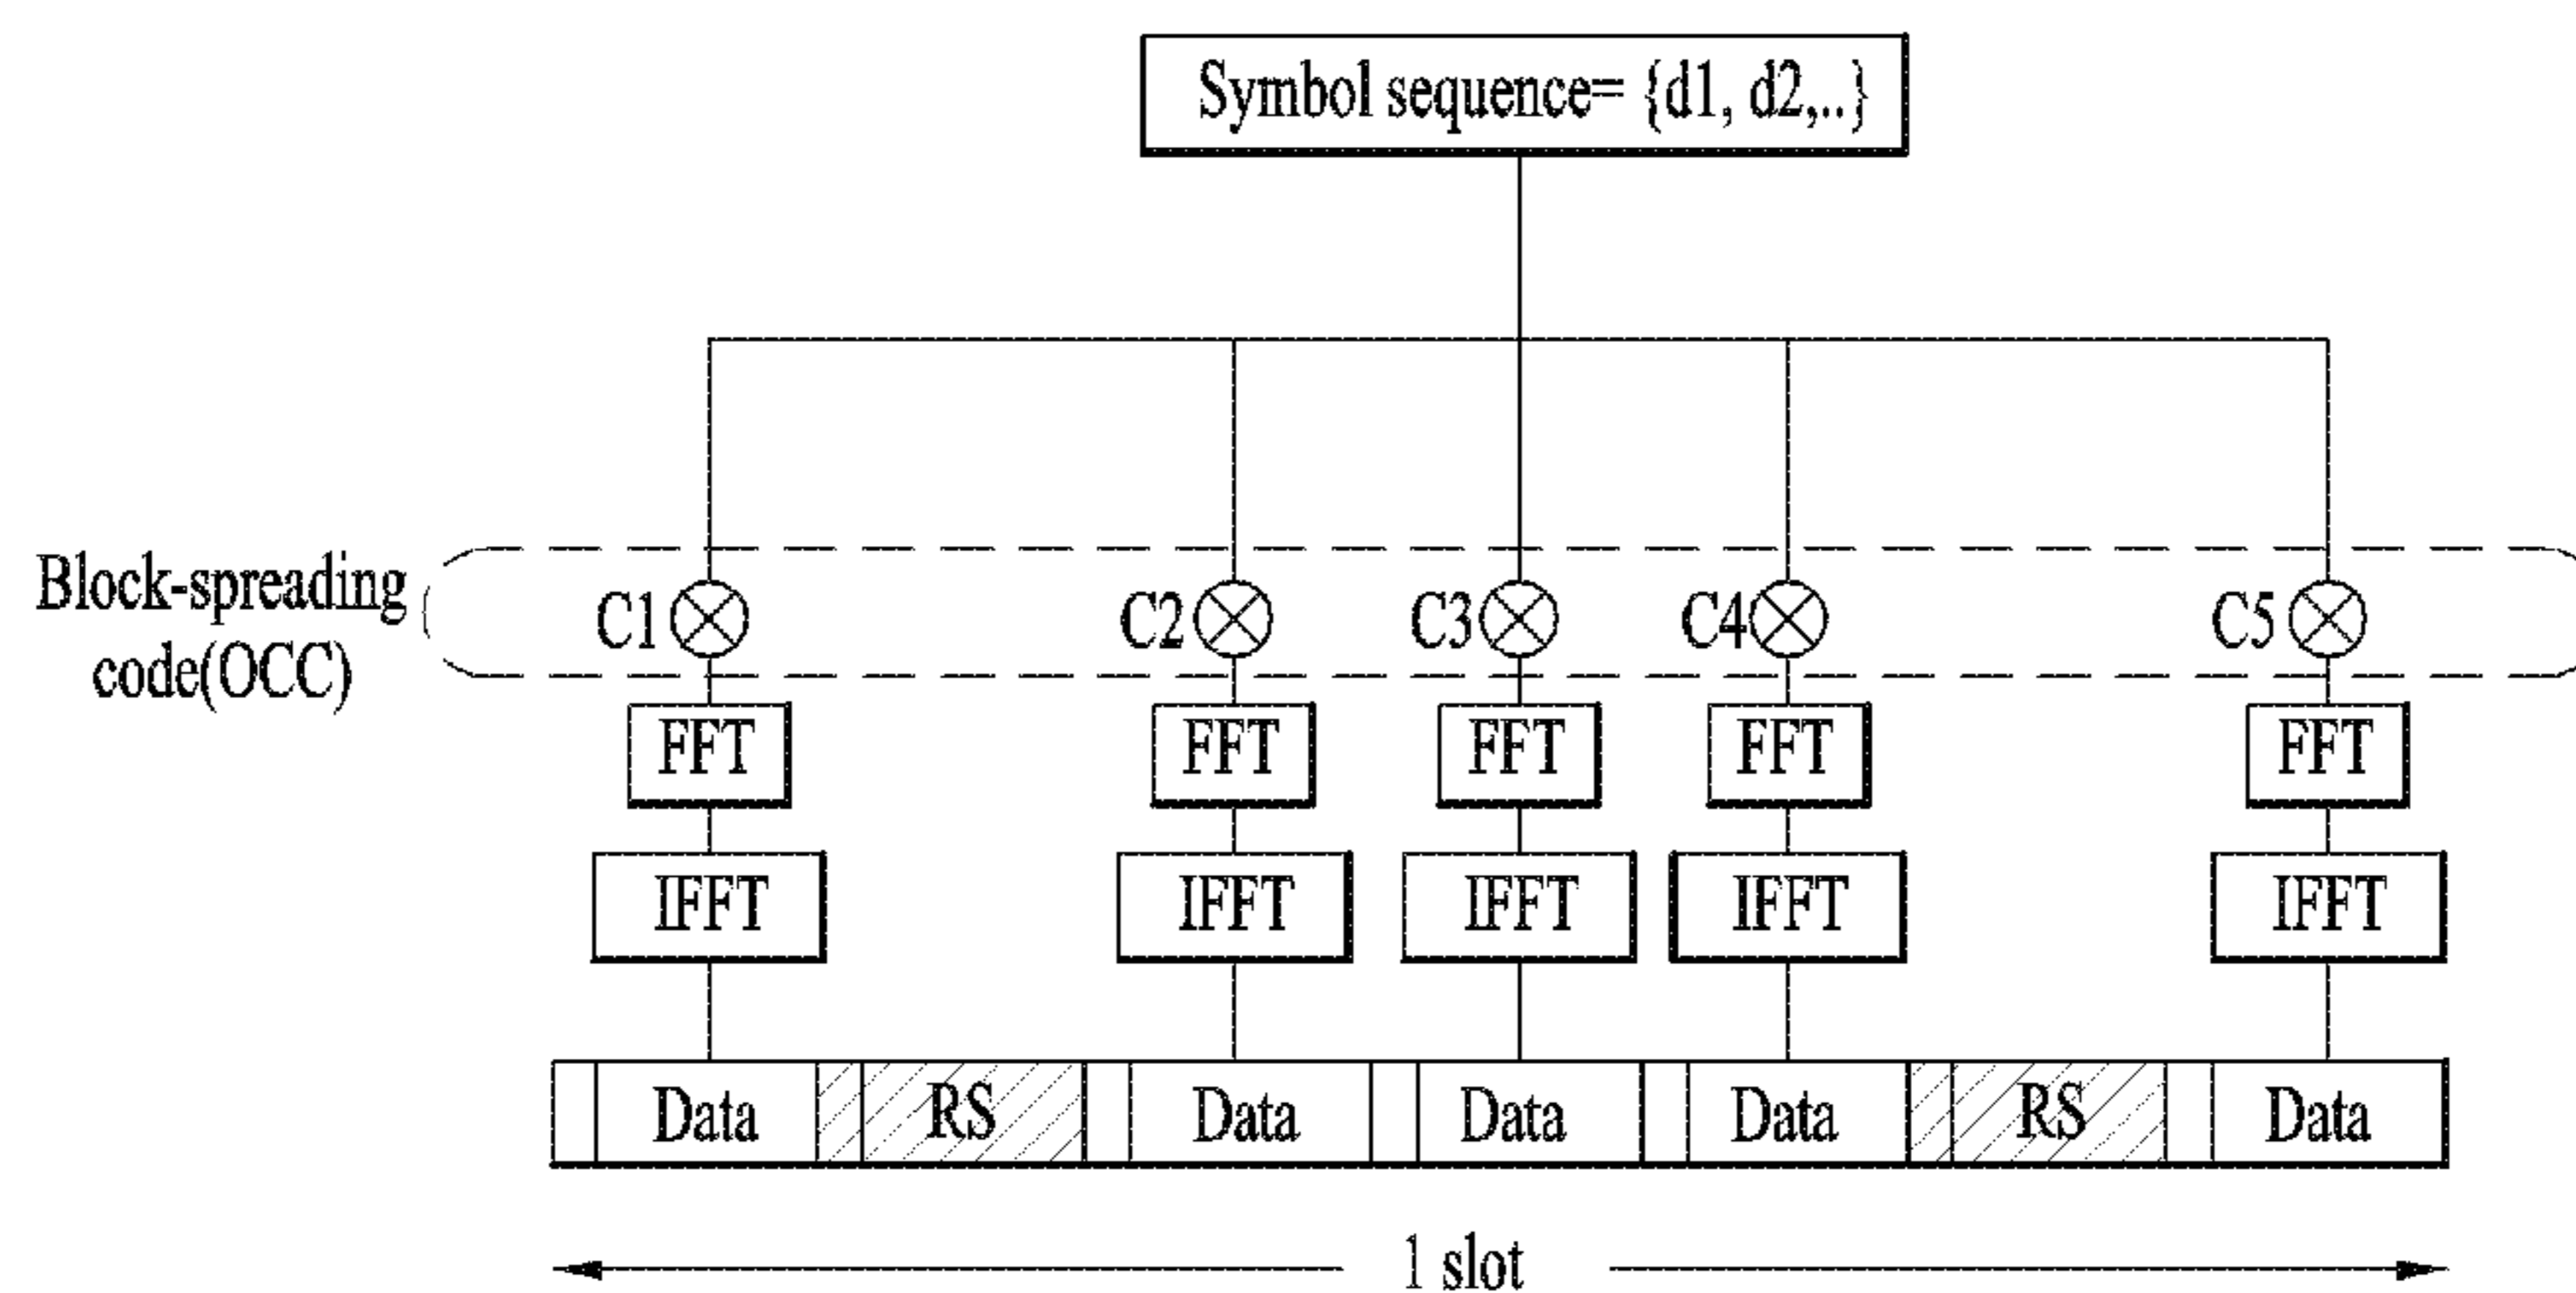 Symbol sequence= {d1, d2,..}
Block-spreading
code(OCC)
C1 C2 C3 C4 C5
FFT FFT FFT FFT FFT
IFFT IFFT IFFT IFFT IFFT
Data RS Data Data Data RS Data
1 slot